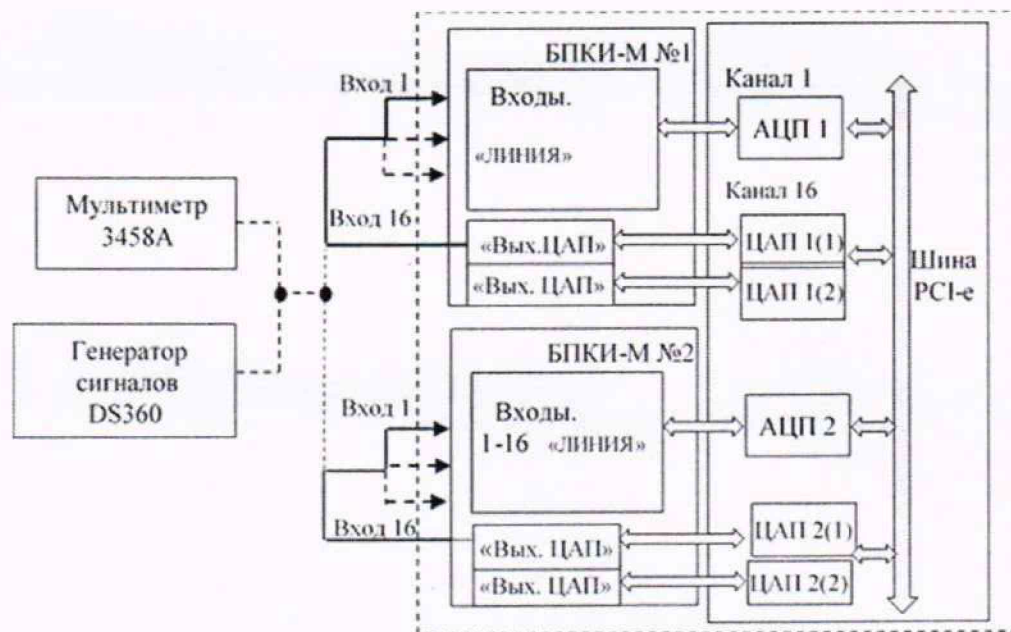 БПКИ-М №1
Вход 1
Входы.
«ЛИНИЯ»
Канал 1
АЦП 1
Мультиметр
3458А
Вход 16
Канал 16
«Вых.ЦАП»
«Вых. ЦАП»
ЦАП 1(1)
ЦАП 1(2)
Шина
PCI-e
Генератор
сигналов
DS360
БПКИ-М №2
Вход 1
Входы.
1-16 «ЛИНИЯ»
АЦП 2
Вход 16
«Вых. ЦАП»
«Вых. ЦАП»
ЦАП 2(1)
ЦАП 2(2)